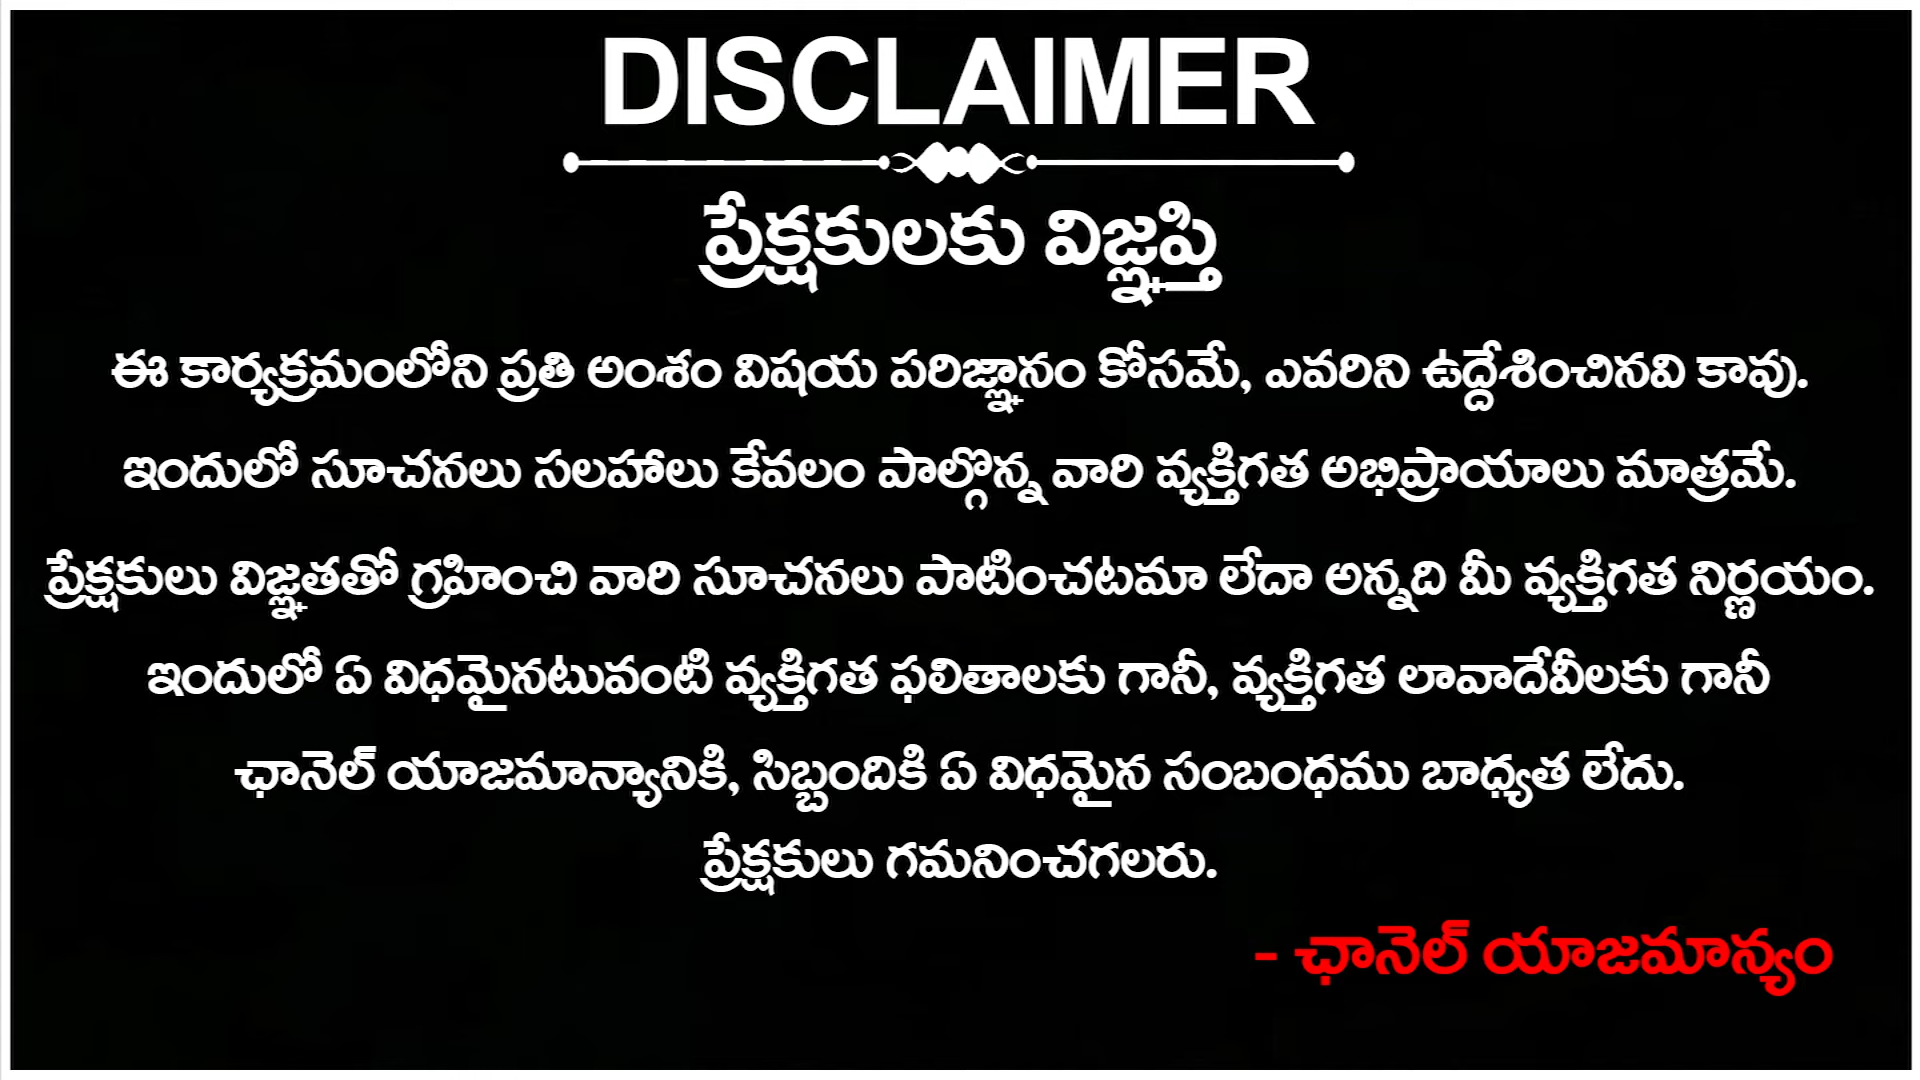 DISCLAIMER
ప్రేక్షకులకు విజ్ఞప్తి
ఈ కార్యక్రమంలోని ప్రతి అంశం విషయ పరిజ్ఞానం కోసమే, ఎవరిని ఉద్దేశించినవి కావు.
ఇందులో సూచనలు సలహాలు కేవలం పాల్గొన్న వారి వ్యక్తిగత అభిప్రాయాలు మాత్రమే.
ప్రేక్షకులు విజ్ఞతతో గ్రహించి వారి సూచనలు పాటించటమా లేదా అన్నది మీ వ్యక్తిగత నిర్ణయం.
ఇందులో ఏ విధమైనటువంటి వ్యక్తిగత ఫలితాలకు గానీ, వ్యక్తిగత లావాదేవీలకు గానీ
ఛానెల్ యాజమాన్యానికి, సిబ్బందికి ఏ విధమైన సంబంధము బాధ్యత లేదు.
ప్రేక్షకులు గమనించగలరు.
- ఛానెల్ యాజమాన్యం